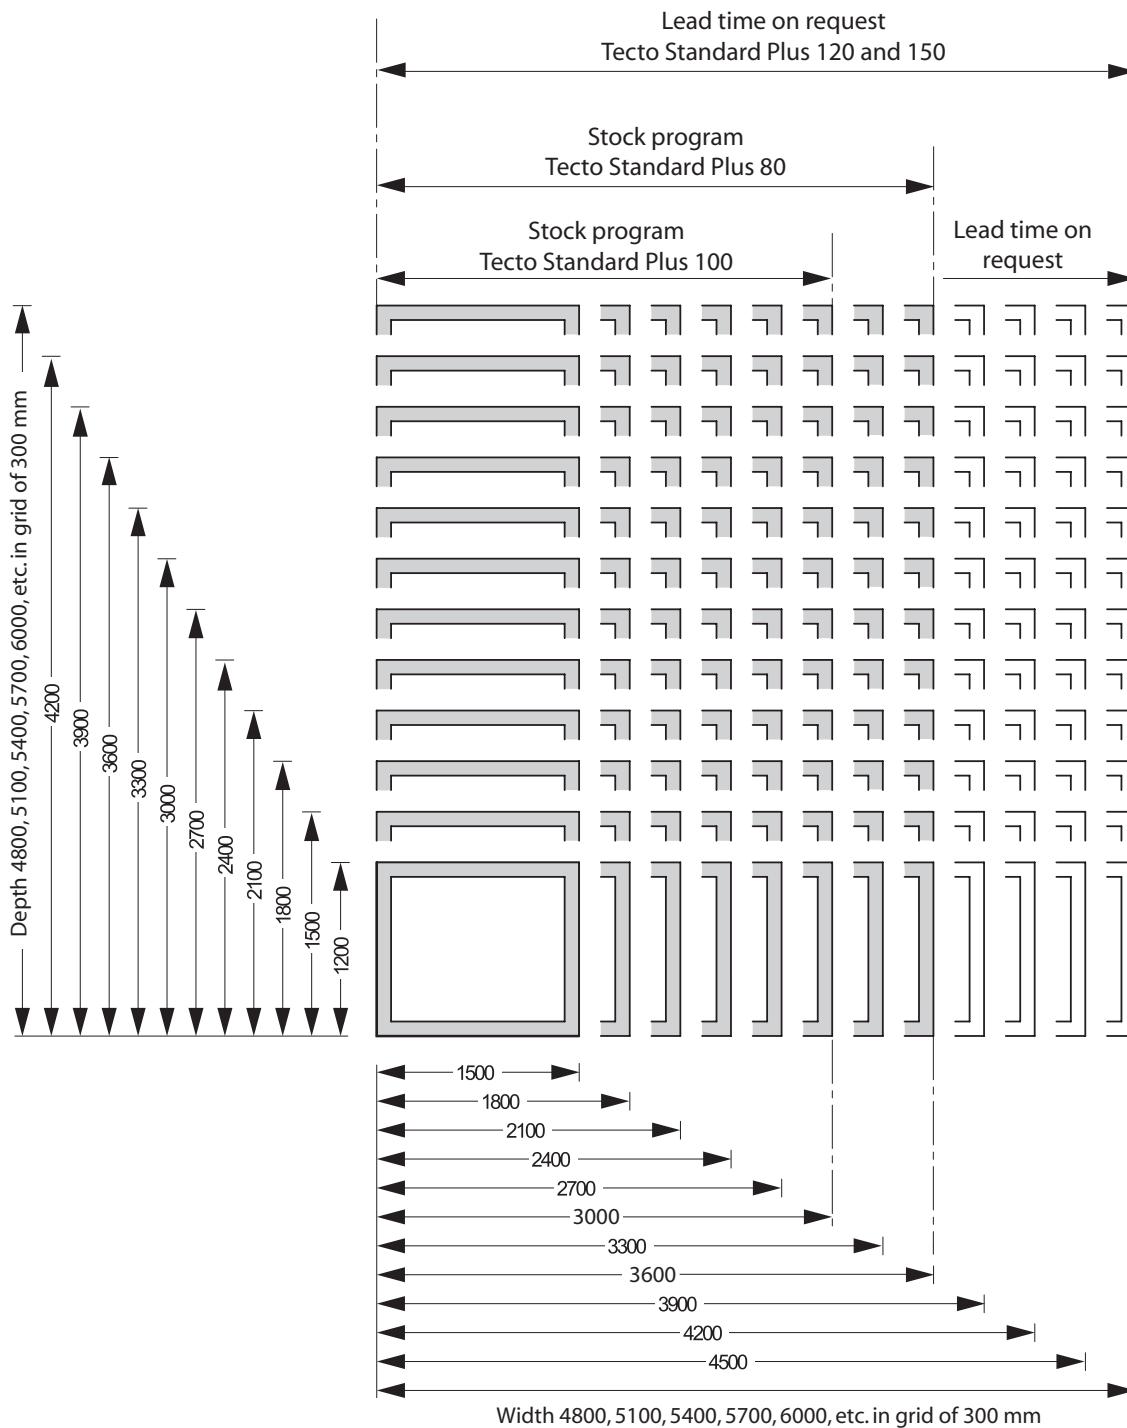 Lead time on request
Tecto Standard Plus 120 and 150
Stock program
Tecto Standard Plus 80
Stock program
Tecto Standard Plus 100
Lead time on
request
Depth 4800, 5100, 5400, 5700, 6000, etc. in grid of 300 mm
4200
3900
3600
3300
3000
2700
2400
2100
1800
1500
1200
1500
1800
2100
2400
2700
3000
3300
3600
3900
4200
4500
Width 4800, 5100, 5400, 5700, 6000, etc. in grid of 300 mm